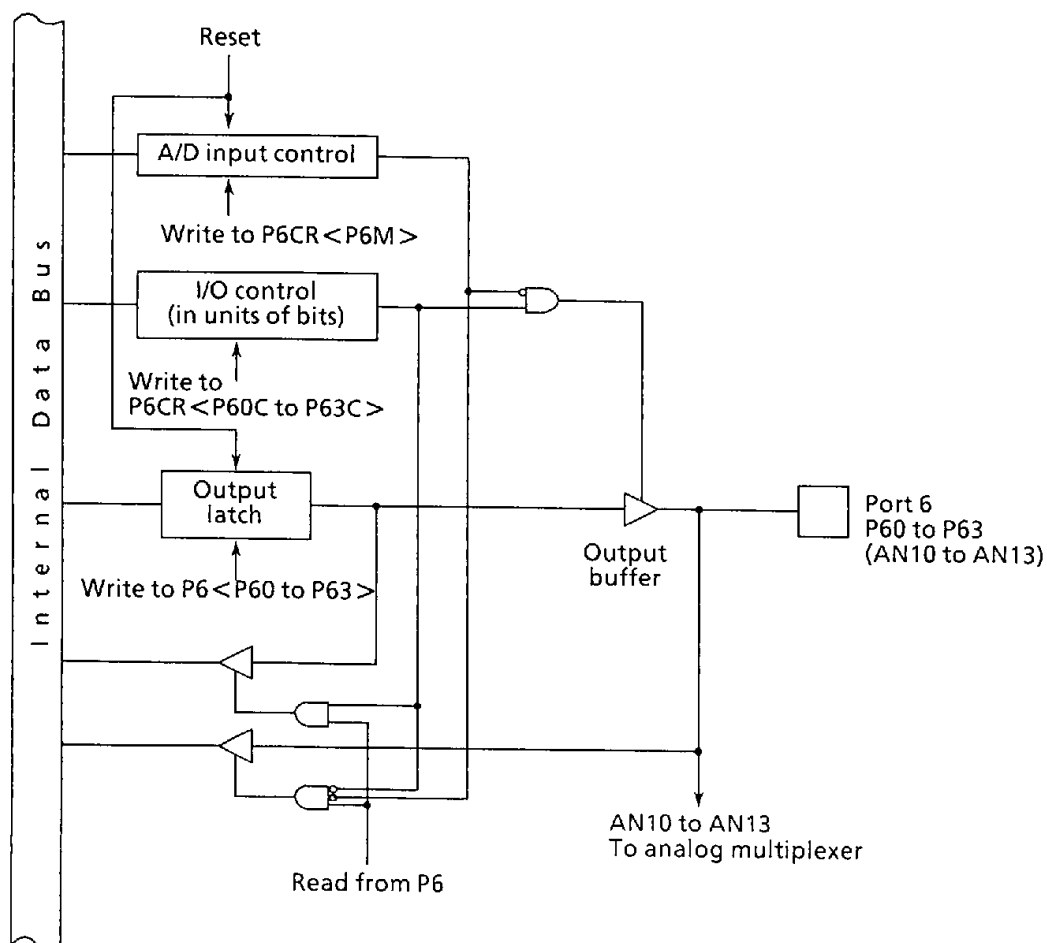 Reset
A/D input control
Write to P6CR<P6M>
I/O control
(in units of bits)
Write to
P6CR<P60C to P63C>
Output
latch
Write to P6<P60 to P63>
Internal Data Bus
Output
buffer
Port 6
P60 to P63
(AN10 to AN13)
AN10 to AN13
To analog multiplexer
Read from P6